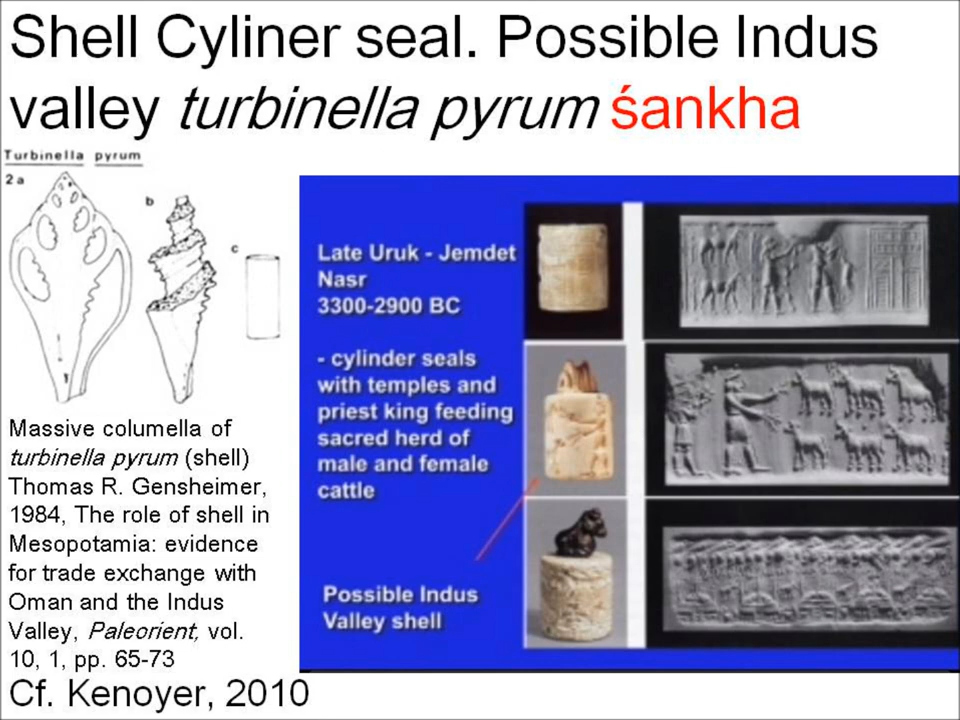 Shell Cyliner seal. Possible Indus
valley turbinella pyrum śankha
Turbinella pyrum
2a
b
c
Late Uruk - Jemdet
Nasr
3300-2900 BC
- cylinder seals
with temples and
priest king feeding
sacred herd of
male and female
cattle
Possible Indus
Valley shell
Massive columella of
turbinella pyrum (shell)
Thomas R. Gensheimer,
1984, The role of shell in
Mesopotamia: evidence
for trade exchange with
Oman and the Indus
Valley, Paleorient, vol.
10, 1, pp. 65-73
Cf. Kenoyer, 2010